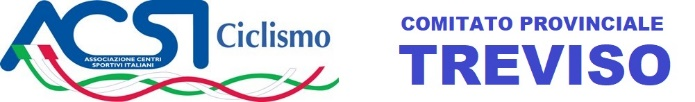 ACSI Ciclismo
ASSOCIAZIONE CENTRI
SPORTIVI ITALIANI
COMITATO PROVINCIALE
TREVISO